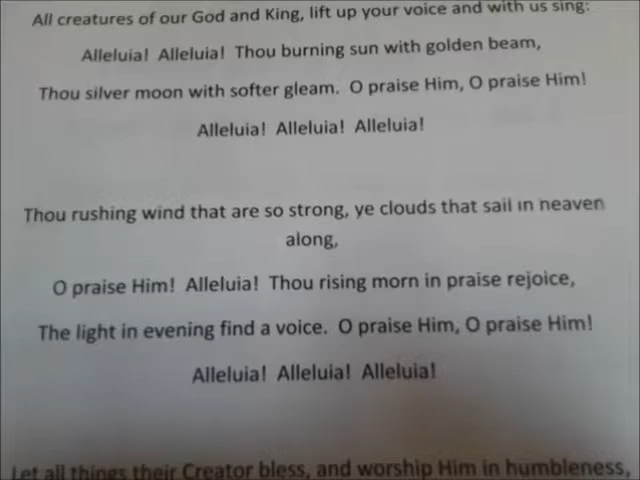 All creatures of our God and King, lift up your voice and with us sing:
Alleluia! Alleluia! Thou burning sun with golden beam,
Thou silver moon with softer gleam. O praise Him, O praise Him!
Alleluia! Alleluia! Alleluia!
Thou rushing wind that are so strong, ye clouds that sail in heaven
along,
O praise Him! Alleluia! Thou rising morn in praise rejoice,
The light in evening find a voice. O praise Him, O praise Him!
Alleluia! Alleluia! Alleluia!
Let all things their Creator bless, and worship Him in humbleness,